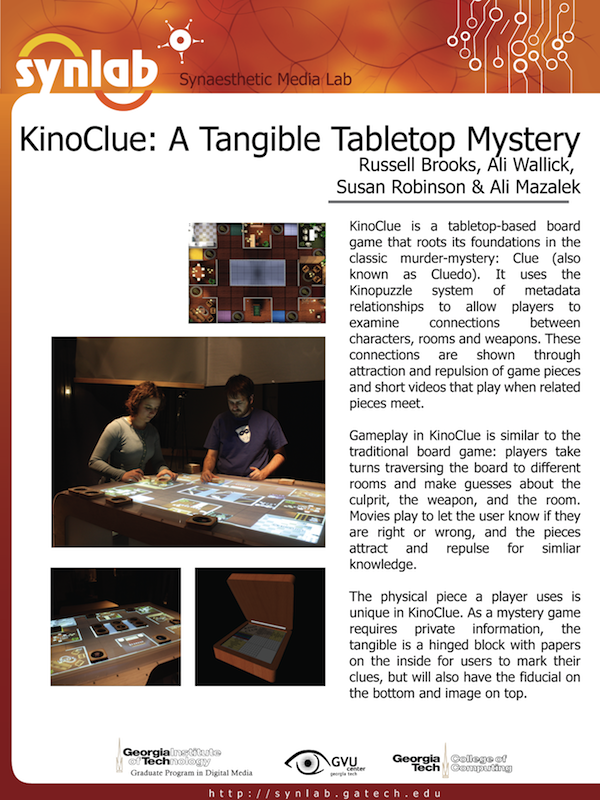 synlab
Synaesthetic Media Lab
KinoClue: A Tangible Tabletop Mystery
Russell Brooks, Ali Wallick,
Susan Robinson & Ali Mazalek
KinoClue is a tabletop-based board
game that roots its foundations in the
classic murder-mystery: Clue (also
known as Cluedo). It uses the
Kinopuzzle system of metadata
relationships to allow players to
examine connections between
characters, rooms and weapons. These
connections are shown through
attraction and repulsion of game pieces
and short videos that play when related
pieces meet.
Gameplay in KinoClue is similar to the
traditional board game: players take
turns traversing the board to different
rooms and make guesses about the
culprit, the weapon, and the room.
Movies play to let the user know if they
are right or wrong, and the pieces
attract and repulse for simliar
knowledge.
The physical piece a player uses is
unique in KinoClue. As a mystery game
requires private information, the
tangible is a hinged block with papers
on the inside for users to mark their
clues, but will also have the fiducial on
the bottom and image on top.
Georgia Institute
of Technology
Graduate Program in Digital Media
GVU
center
georgia tech
Georgia Tech
College of Computing
http://synlab.gatech.edu